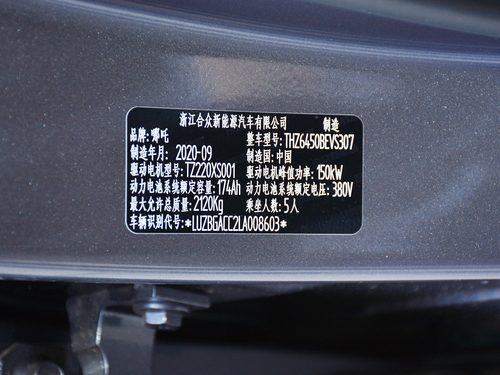 浙江合众新能源汽车有限公司 制造
品牌:哪吒 整车型号:THZ6450BEVS307
制造年月: 2020-09 制造国:中国
驱动电机型号:TZ220XS001 驱动电机峰值功率:150kW
动力电池系统额定容量:174Ah 动力电池系统额定电压:380V
最大允许总质量:2120Kg 乘坐人数:5人
车辆识别代号:*LUZBGACC2LA008603*